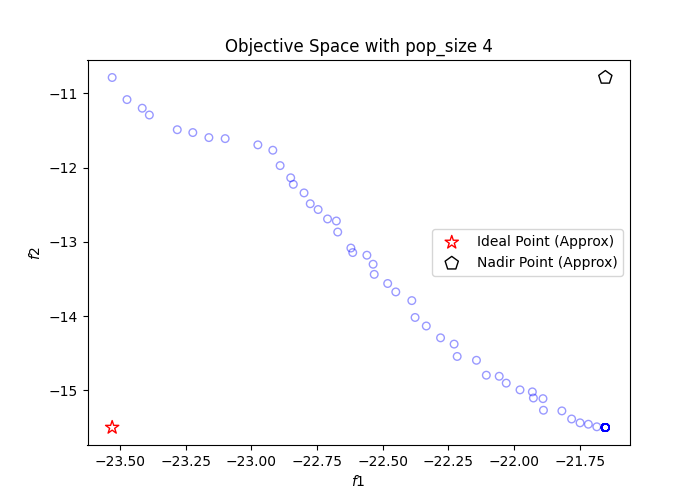 Objective Space with pop_size 4
f2
−11
−12
−13
−14
−15
Ideal Point (Approx)
Nadir Point (Approx)
−23.50 −23.25 −23.00 −22.75 −22.50 −22.25 −22.00 −21.75
f1